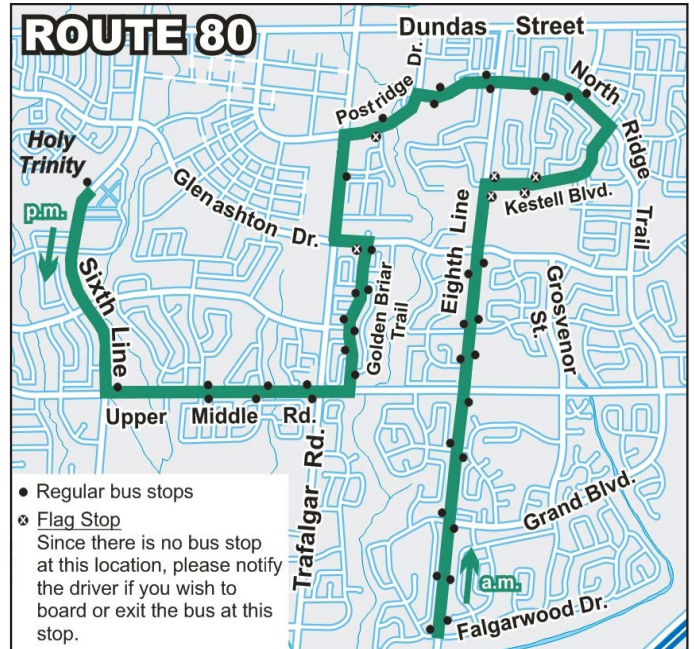 ROUTE 80
Dundas Street
Postridge Dr.
North Ridge Trail
Holy
Trinity
Glenashton Dr.
Kestell Blvd.
p.m.
Eighth Line
Sixth Line
Golden Briar
Trail
Grosvenor
St.
Upper Middle Rd.
Trafalgar Rd.
Grand Blvd.
a.m.
Falgarwood Dr.
Regular bus stops
Flag Stop
Since there is no bus stop
at this location, please notify
the driver if you wish to
board or exit the bus at this
stop.